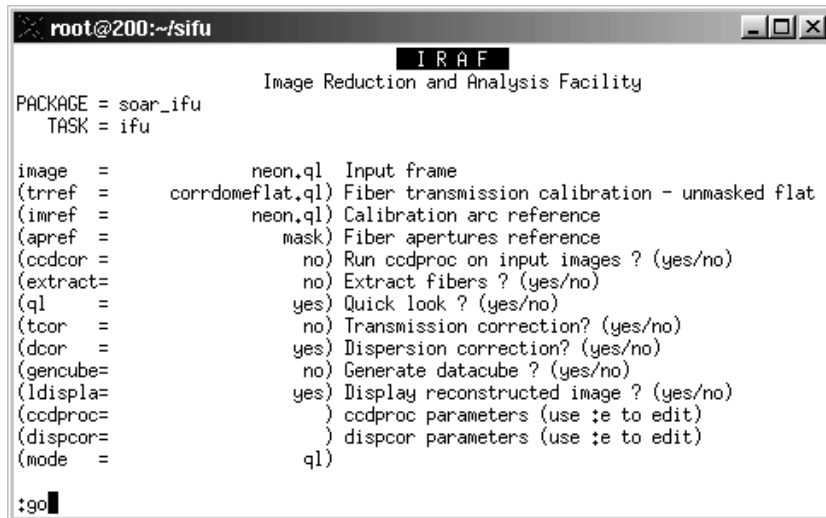 root@200:~/sifu
I R A F
Image Reduction and Analysis Facility
PACKAGE = soar_ifu
TASK = ifu
image = neon.ql Input frame
(trref = corrdomeflat.ql) Fiber transmission calibration - unmasked flat
(imref = neon.ql) Calibration arc reference
(apref = mask) Fiber apertures reference
(ccdcor = no) Run ccdproc on input images ? (yes/no)
(extract= no) Extract fibers ? (yes/no)
(ql = yes) Quick look ? (yes/no)
(tcor = no) Transmission correction? (yes/no)
(dcor = yes) Dispersion correction? (yes/no)
(gencube= no) Generate datacube ? (yes/no)
(ldispla= yes) Display reconstructed image ? (yes/no)
(ccdproc= ) ccdproc parameters (use :e to edit)
(dispcor= ) dispcor parameters (use :e to edit)
(mode = ql)
:go